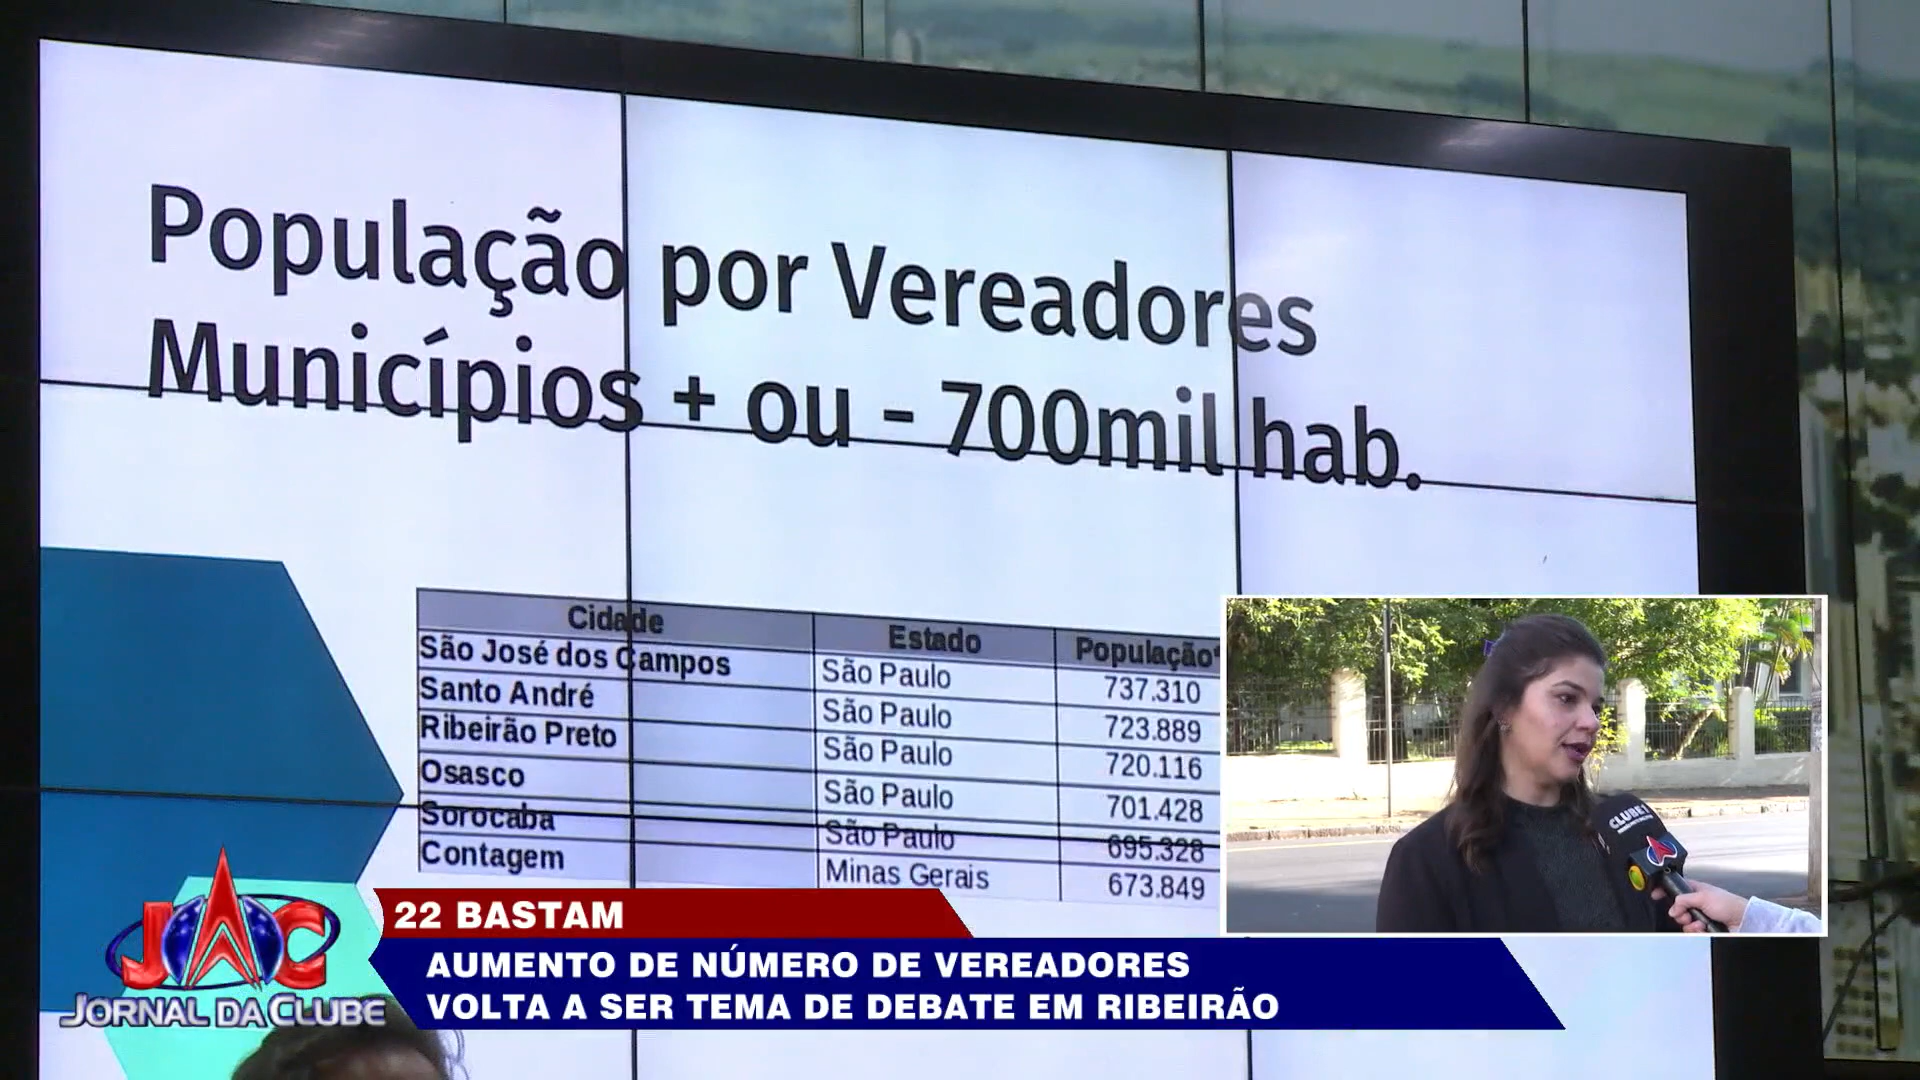 População por Vereadores
Municípios + ou - 700mil hab.
Cidade Estado População*
São José dos Campos São Paulo 737.310
Santo André São Paulo 723.889
Ribeirão Preto São Paulo 720.116
Osasco São Paulo 701.428
Sorocaba São Paulo 695.328
Contagem Minas Gerais 673.849
CLUBE1
22 BASTAM
AUMENTO DE NÚMERO DE VEREADORES
VOLTA A SER TEMA DE DEBATE EM RIBEIRÃO
JC
JORNAL DA CLUBE